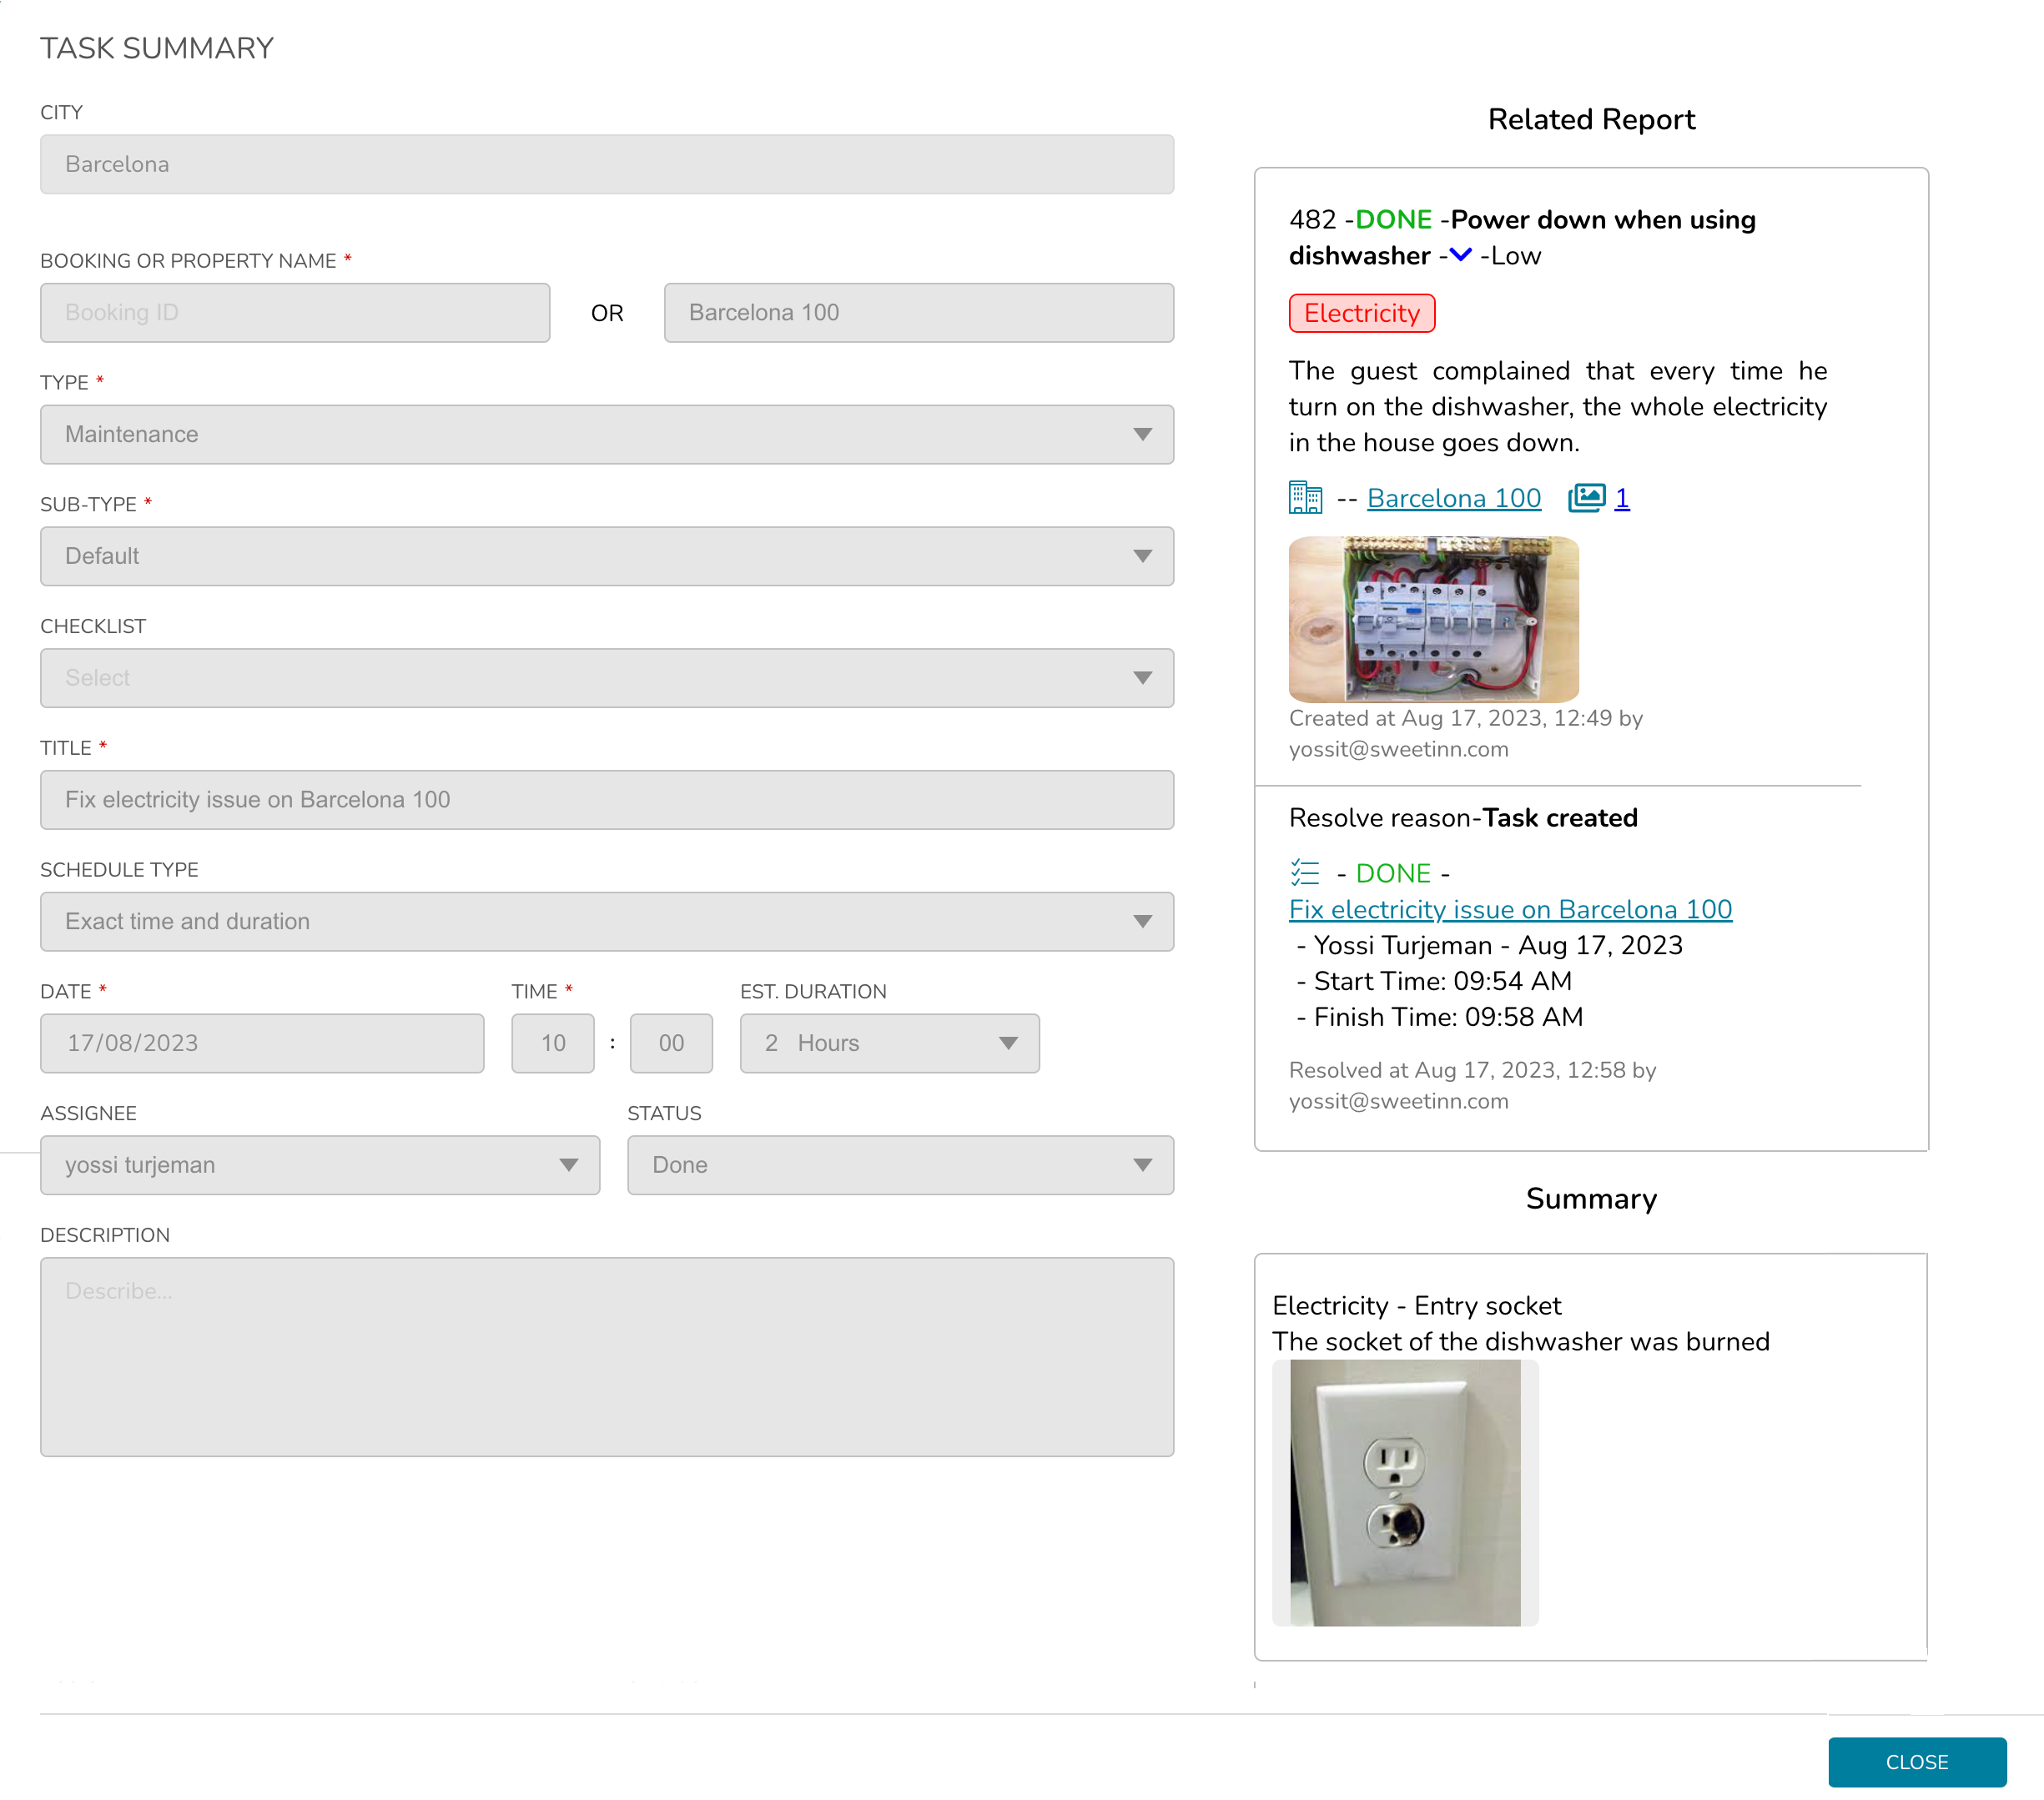 TASK SUMMARY
CITY
Barcelona
BOOKING OR PROPERTY NAME *
Booking ID
OR
Barcelona 100
TYPE *
Maintenance
SUB-TYPE *
Default
CHECKLIST
Select
TITLE *
Fix electricity issue on Barcelona 100
SCHEDULE TYPE
Exact time and duration
DATE *
TIME *
EST. DURATION
17/08/2023
10 : 00
2 Hours
ASSIGNEE
STATUS
yossi turjeman
Done
DESCRIPTION
Describe...
Related Report
482 -DONE -Power down when using
dishwasher - -Low
Electricity
The guest complained that every time he
turn on the dishwasher, the whole electricity
in the house goes down.
-- Barcelona 100 1
Created at Aug 17, 2023, 12:49 by
yossit@sweetinn.com
Resolve reason-Task created
- DONE -
Fix electricity issue on Barcelona 100
- Yossi Turjeman - Aug 17, 2023
- Start Time: 09:54 AM
- Finish Time: 09:58 AM
Resolved at Aug 17, 2023, 12:58 by
yossit@sweetinn.com
Summary
Electricity - Entry socket
The socket of the dishwasher was burned
CLOSE